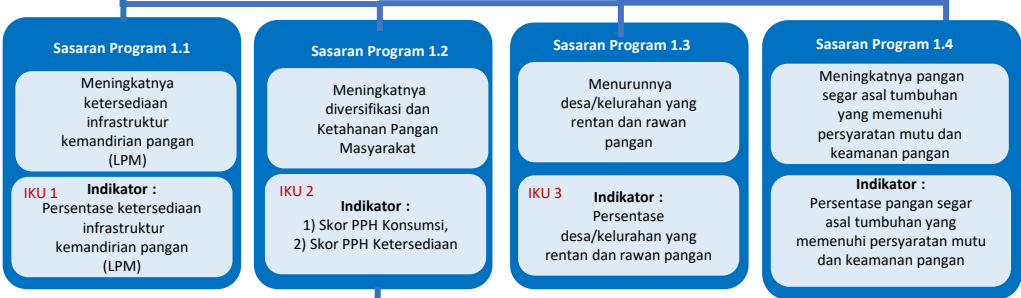 Sasaran Program 1.1
Meningkatnya
ketersediaan
infrastruktur
kemandirian pangan
(LPM)
IKU 1
Indikator :
Persentase ketersediaan
infrastruktur
kemandirian pangan
(LPM)
Sasaran Program 1.2
Meningkatnya
diversifikasi dan
Ketahanan Pangan
Masyarakat
IKU 2
Indikator :
1) Skor PPH Konsumsi,
2) Skor PPH Ketersediaan
Sasaran Program 1.3
Menurunnya
desa/kelurahan yang
rentan dan rawan
pangan
IKU 3
Indikator :
Persentase
desa/kelurahan yang
rentan dan rawan pangan
Sasaran Program 1.4
Meningkatnya pangan
segar asal tumbuhan
yang memenuhi
persyaratan mutu dan
keamanan pangan
Indikator :
Persentase pangan segar
asal tumbuhan yang
memenuhi persyaratan mutu
dan keamanan pangan